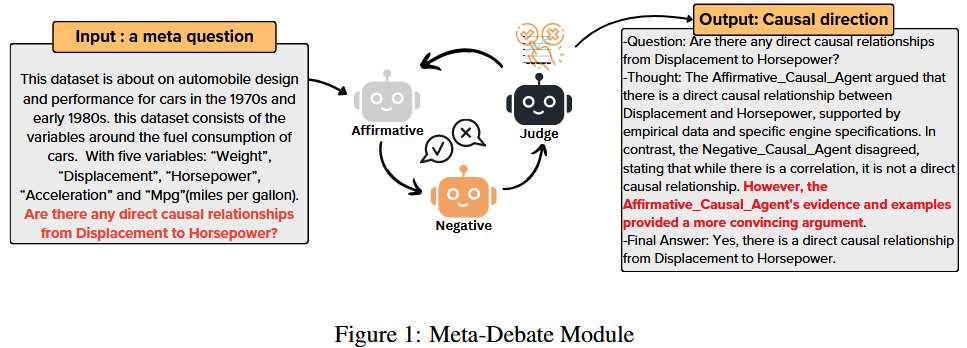 Input : a meta question
This dataset is about on automobile design
and performance for cars in the 1970s and
early 1980s. this dataset consists of the
variables around the fuel consumption of
cars. With five variables: “Weight”,
“Displacement”, “Horsepower”,
“Acceleration” and “Mpg”(miles per gallon).
Are there any direct causal relationships
from Displacement to Horsepower?
Affirmative
Judge
Negative
Output: Causal direction
-Question: Are there any direct causal relationships
from Displacement to Horsepower?
-Thought: The Affirmative_Causal_Agent argued that
there is a direct causal relationship between
Displacement and Horsepower, supported by
empirical data and specific engine specifications. In
contrast, the Negative_Causal_Agent disagreed,
stating that while there is a correlation, it is not a direct
causal relationship. However, the
Affirmative_Causal_Agent's evidence and examples
provided a more convincing argument.
-Final Answer: Yes, there is a direct causal relationship
from Displacement to Horsepower.
Figure 1: Meta-Debate Module